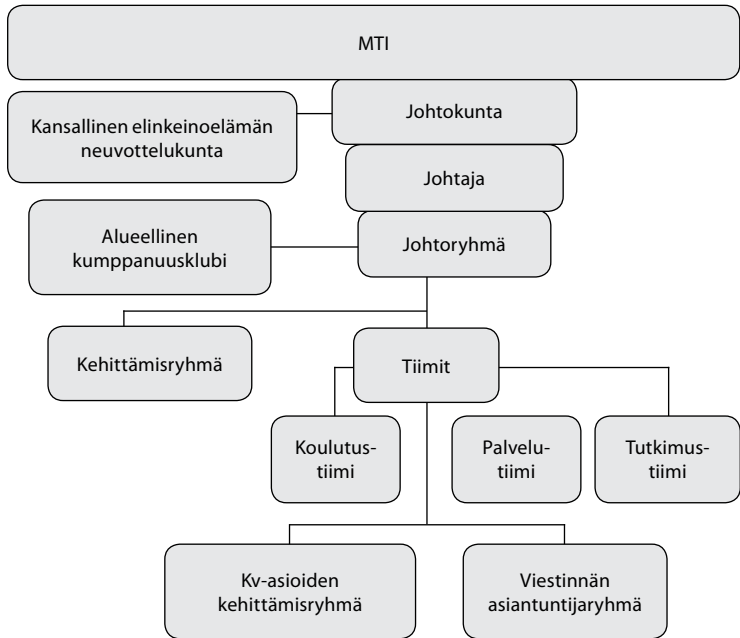 MTI
Johtokunta
Kansallinen elinkeinoelämän
neuvottelukunta
Johtaja
Alueellinen
kumppanuusklubi
Johtoryhmä
Kehittämisryhmä
Tiimit
Koulutus-
tiimi
Palvelu-
tiimi
Tutkimus-
tiimi
Kv-asioiden
kehittämisryhmä
Viestinnän
asiantuntijaryhmä